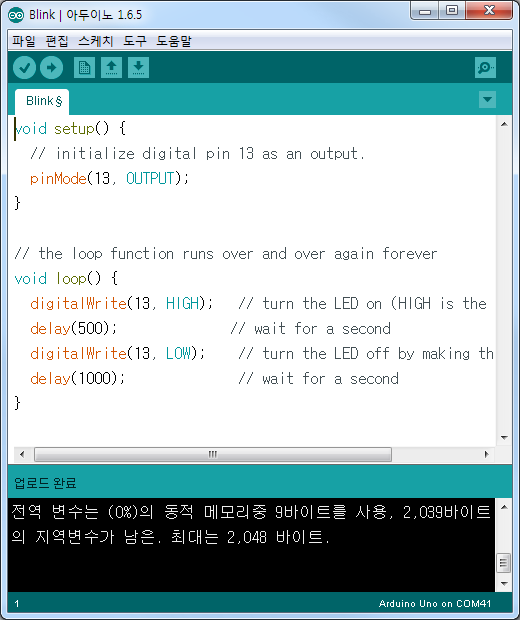 Blink | 아두이노 1.6.5
파일 편집 스케치 도구 도움말
Blink §
void setup() {
  // initialize digital pin 13 as an output.
  pinMode(13, OUTPUT);
}
// the loop function runs over and over again forever
void loop() {
  digitalWrite(13, HIGH);   // turn the LED on (HIGH is the
  delay(500);              // wait for a second
  digitalWrite(13, LOW);    // turn the LED off by making th
  delay(1000);              // wait for a second
}
업로드 완료
전역 변수는 (0%)의 동적 메모리중 9바이트를 사용, 2,039바이트
의 지역변수가 남은. 최대는 2,048 바이트.
1 Arduino Uno on COM41